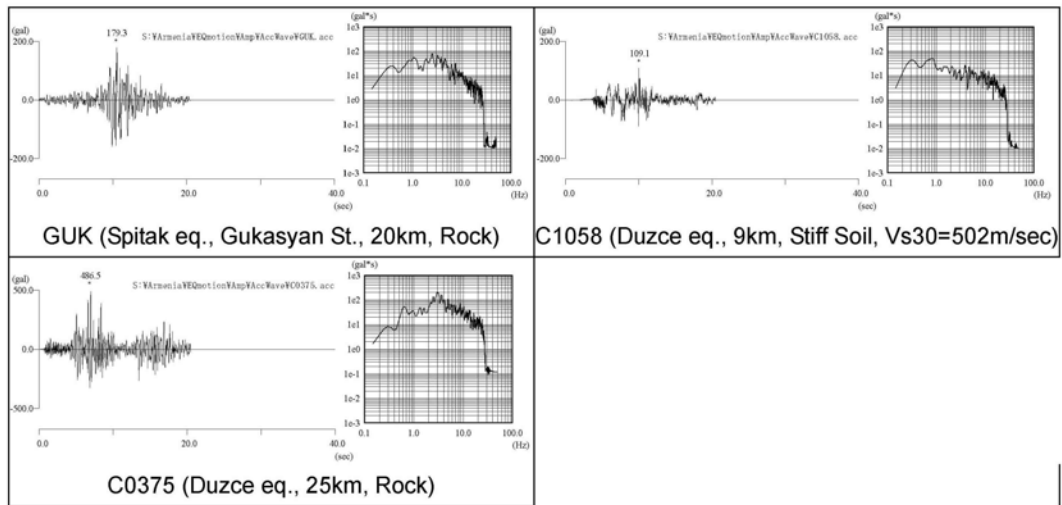 (gal)
200.0
0.0
-200.0
179.3
S:¥Armenia¥EQmotion¥Amp¥AccWave¥GUK.acc
0.0
20.0
40.0
(sec)
(gal*s)
1e3
1e2
1e1
1e0
1e-1
1e-2
1e-3
0.1
1.0
10.0
100.0
(Hz)
GUK (Spitak eq., Gukasyan St., 20km, Rock)
(gal)
200.0
0.0
-200.0
109.1
S:¥Armenia¥EQmotion¥Amp¥AccWave¥C1058.acc
0.0
20.0
40.0
(sec)
(gal*s)
1e3
1e2
1e1
1e0
1e-1
1e-2
1e-3
0.1
1.0
10.0
100.0
(Hz)
C1058 (Duzce eq., 9km, Stiff Soil, Vs30=502m/sec)
(gal)
500.0
0.0
-500.0
486.5
S:¥Armenia¥EQmotion¥Amp¥AccWave¥C0375.acc
0.0
20.0
40.0
(sec)
(gal*s)
1e3
1e2
1e1
1e0
1e-1
1e-2
1e-3
0.1
1.0
10.0
100.0
(Hz)
C0375 (Duzce eq., 25km, Rock)